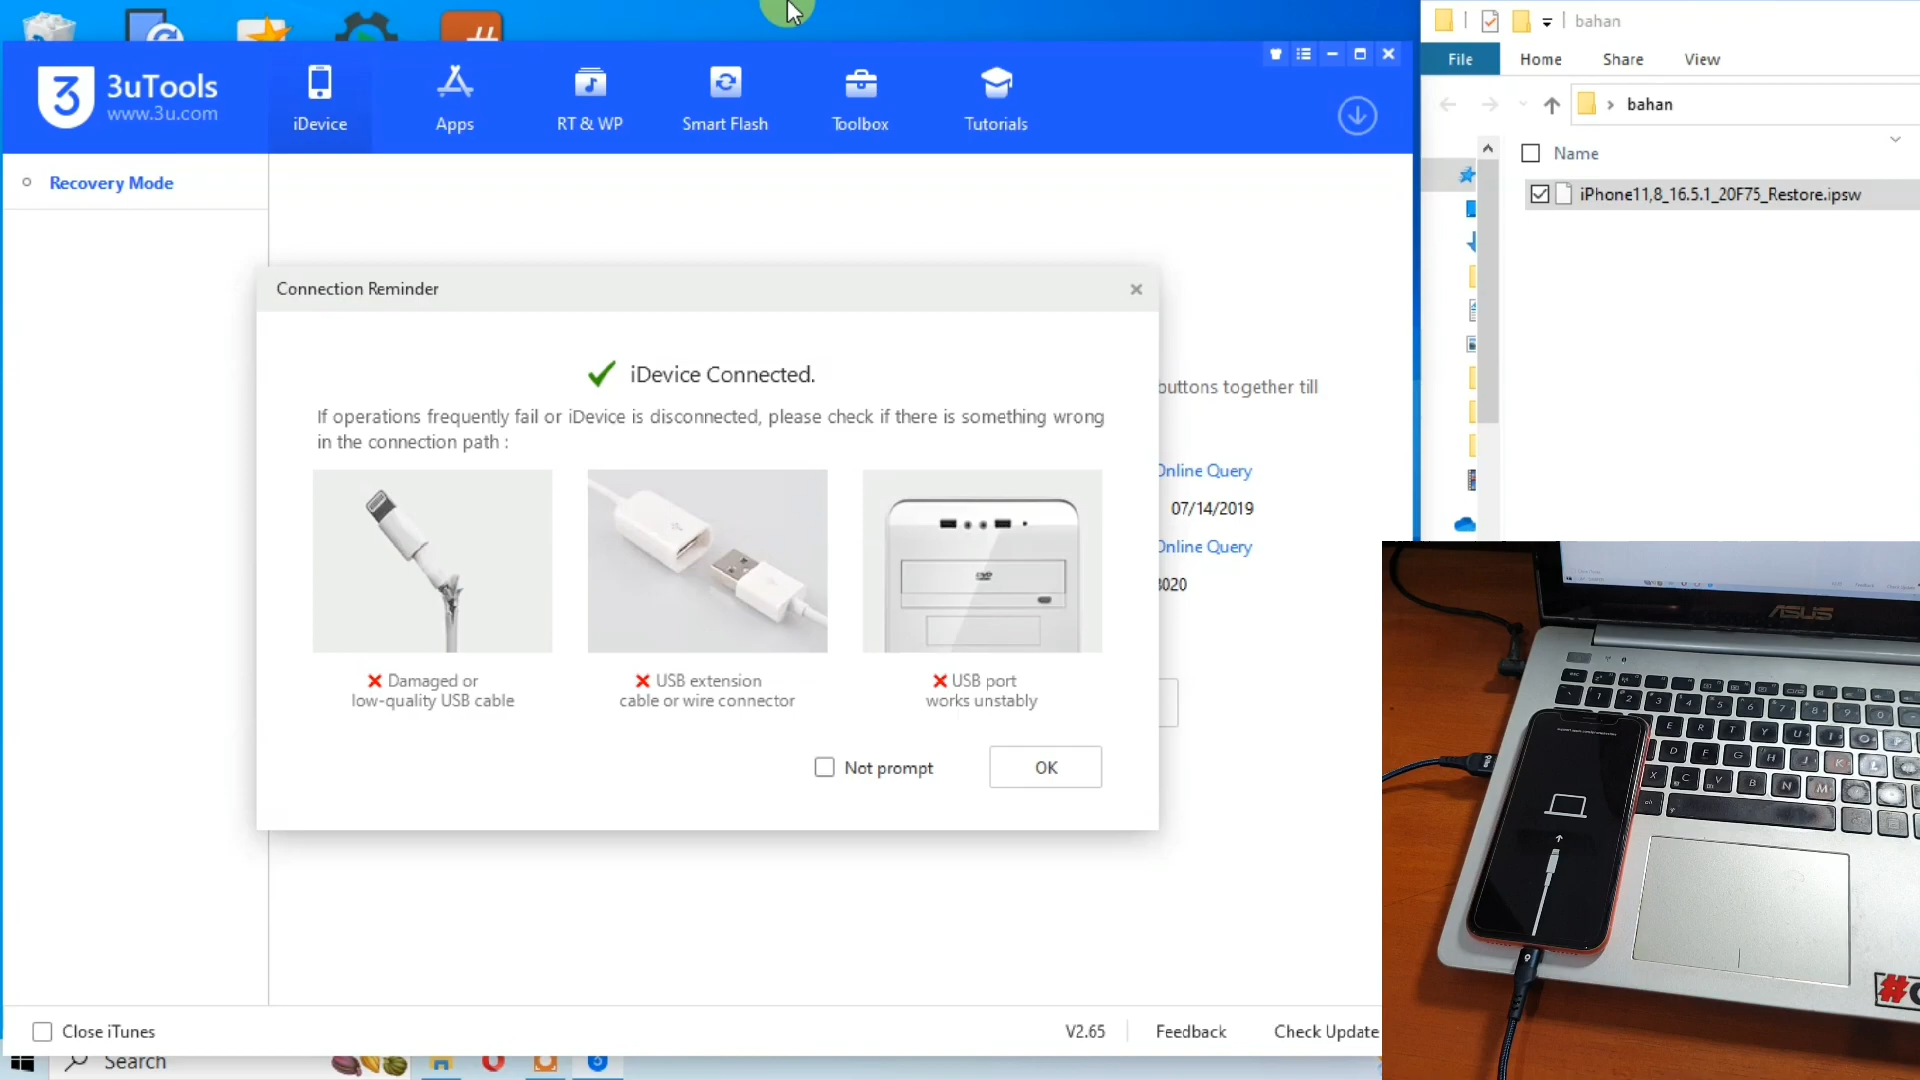 3uTools
www.3u.com
iDevice
Apps
RT & WP
Smart Flash
Toolbox
Tutorials
Recovery Mode
Connection Reminder
iDevice Connected.
If operations frequently fail or iDevice is disconnected, please check if there is something wrong
in the connection path :
Damaged or
low-quality USB cable
USB extension
cable or wire connector
USB port
works unstably
Not prompt
OK
buttons together till
Online Query
07/14/2019
Online Query
8020
Close iTunes
V2.65
Feedback
Check Update
Search
bahan
File
Home
Share
View
bahan
Name
iPhone11,8_16.5.1_20F75_Restore.ipsw
ASUS